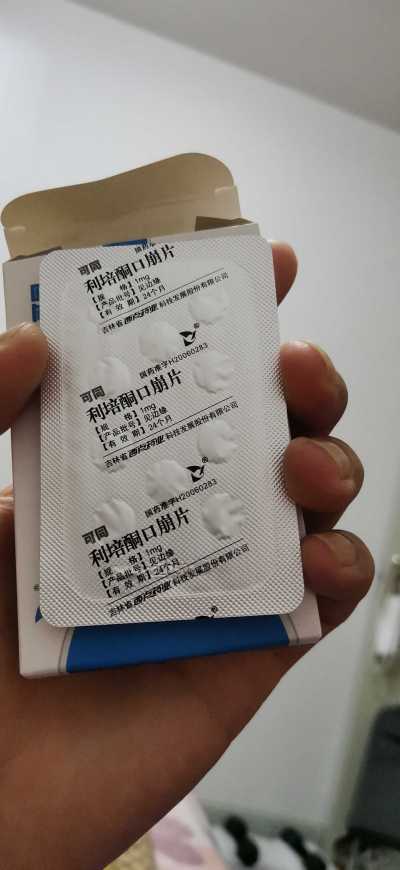 国药准
可同
利培酮口崩片
【规 格】1mg
【产品批号】见边缘
【有 效 期】24个月
吉林省西点药业科技发展股份有限公司
®
国药准字H20060283
可同
利培酮口崩片
【规 格】1mg
【产品批号】见边缘
【有 效 期】24个月
吉林省西点药业科技发展股份有限公司
®
国药准字H20060283
可同
利培酮口崩片
【规 格】1mg
【产品批号】见边缘
【有 效 期】24个月
吉林省西点药业科技发展股份有限公司
®